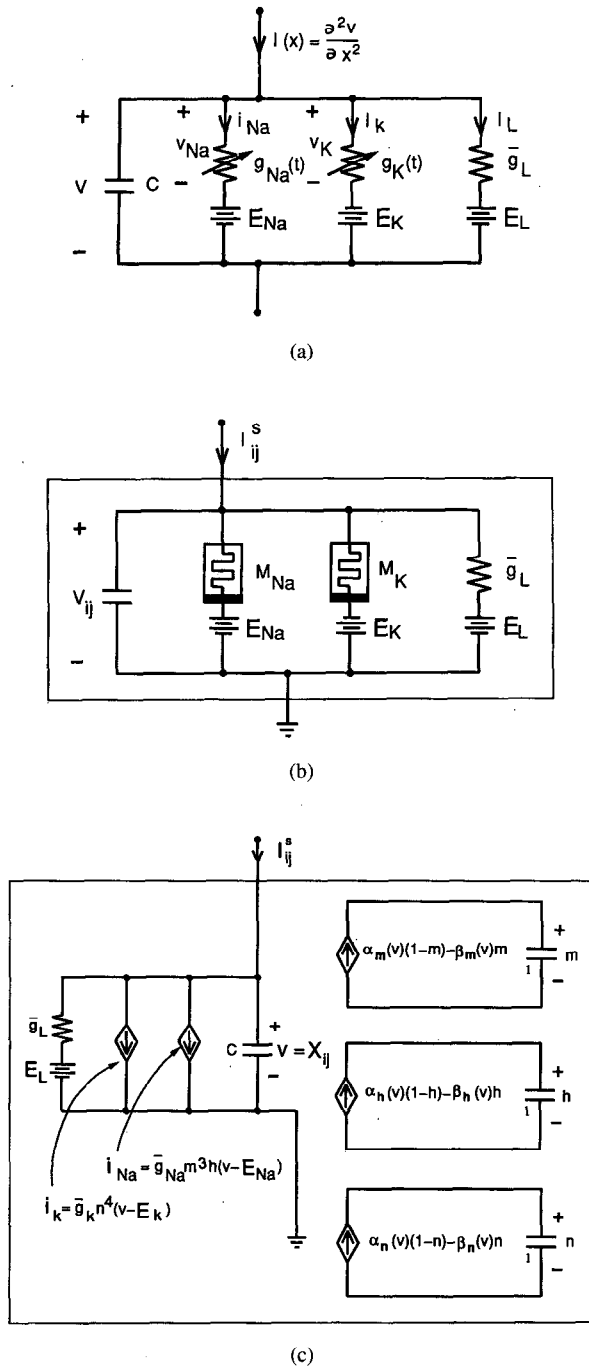 I(x) = ∂²v / ∂x²
+ + + i_Na I_k I_L
v_Na v_K ḡ_L
V C − g_Na(t) − g_K(t)
E_Na E_K E_L
−
(a)
I^s_ij
+
M_Na M_K ḡ_L
V_ij
E_Na E_K E_L
−
(b)
I^s_ij
α_m(v)(1−m)−β_m(v)m 1 + m −
ḡ_L
E_L
C + v = X_ij −
α_h(v)(1−h)−β_h(v)h 1 + h −
i_Na = ḡ_Na m³h(v−E_Na)
i_k = ḡ_k n⁴(v−E_k)
α_n(v)(1−n)−β_n(v)n 1 + n −
(c)